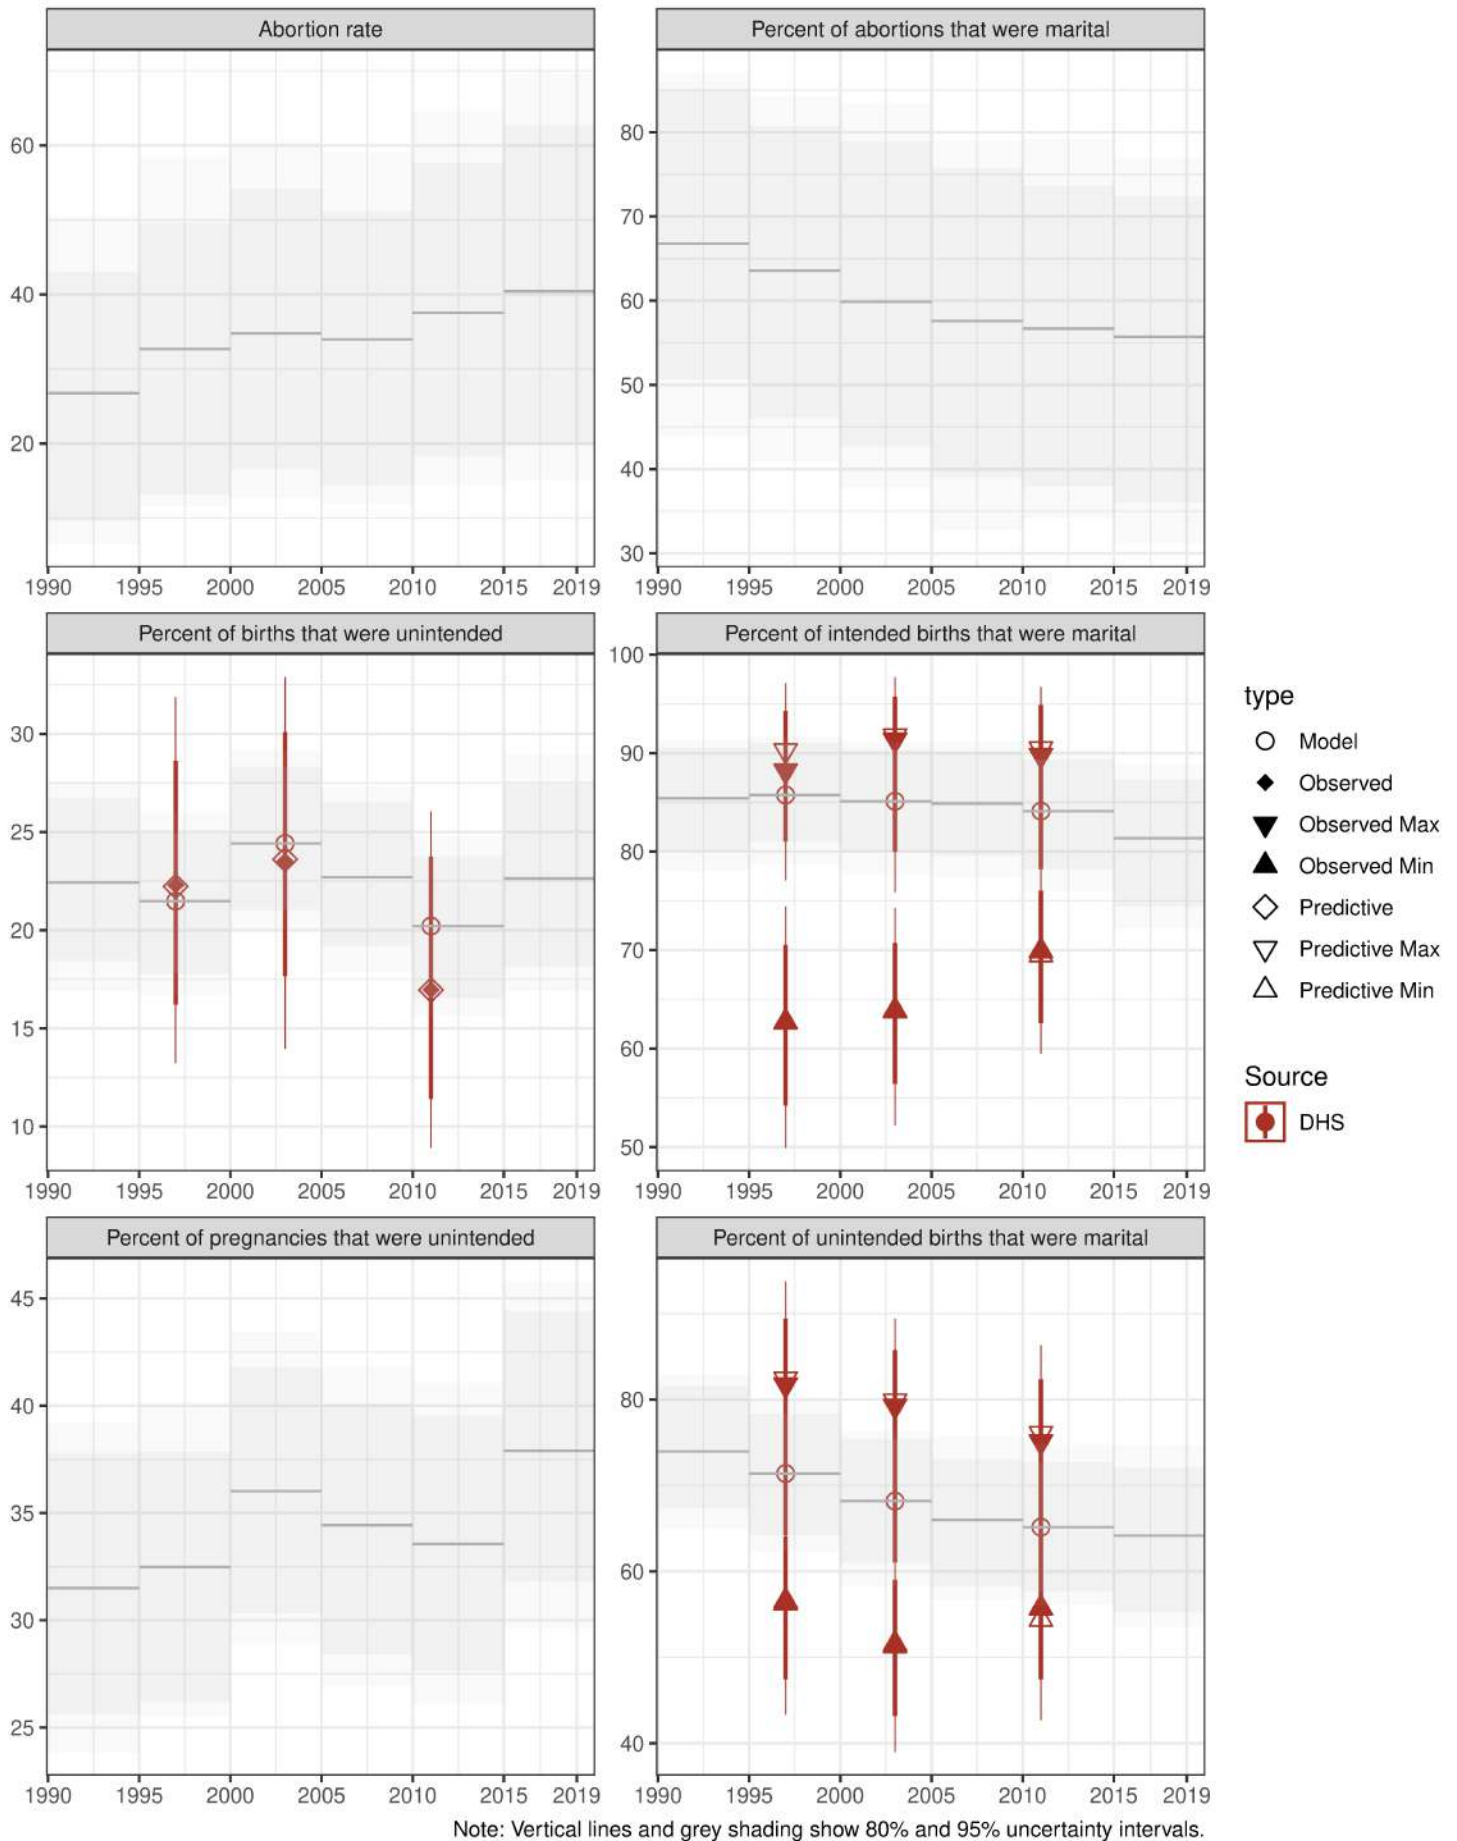 Abortion rate
Percent of abortions that were marital
60
40
20
80
70
60
50
40
30
1990 1995 2000 2005 2010 2015 2019
1990 1995 2000 2005 2010 2015 2019
Percent of births that were unintended
Percent of intended births that were marital
30
25
20
15
10
100
90
80
70
60
50
1990 1995 2000 2005 2010 2015 2019
1990 1995 2000 2005 2010 2015 2019
type
Model
Observed
Observed Max
Observed Min
Predictive
Predictive Max
Predictive Min
Source
DHS
Percent of pregnancies that were unintended
Percent of unintended births that were marital
45
40
35
30
25
80
60
40
1990 1995 2000 2005 2010 2015 2019
1990 1995 2000 2005 2010 2015 2019
Note: Vertical lines and grey shading show 80% and 95% uncertainty intervals.